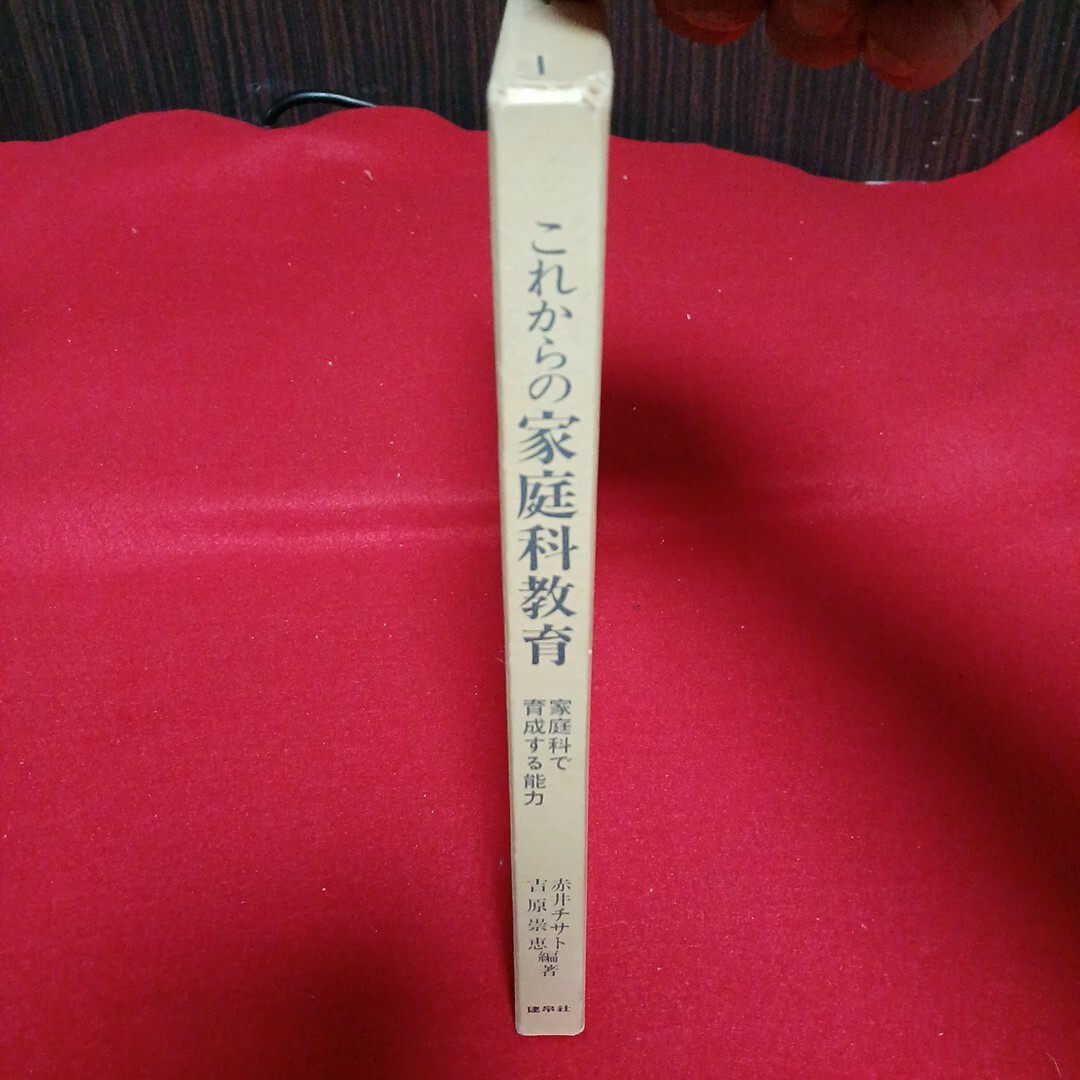 これからの家庭科教育
家庭科で
育成する能力
赤井チサト
吉原崇恵
編著
建帛社